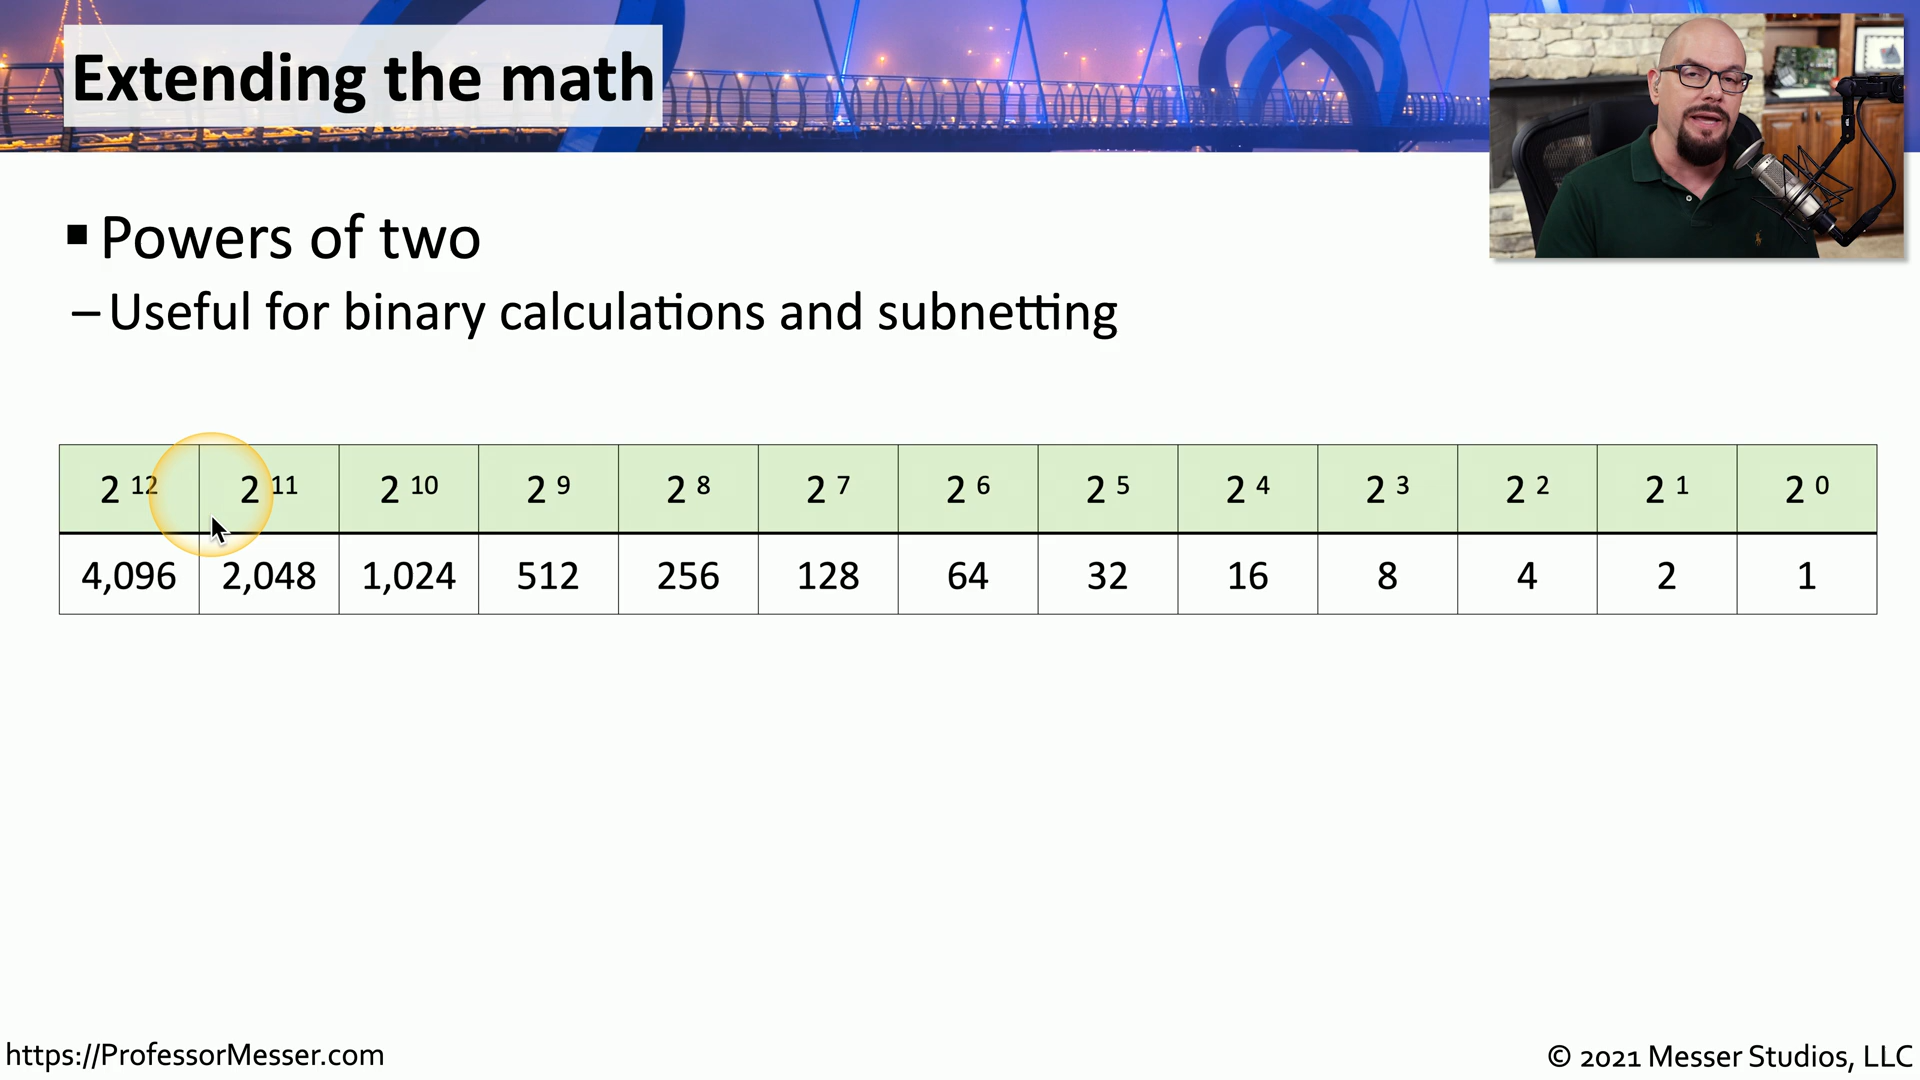 Extending the math
▪ Powers of two
– Useful for binary calculations and subnetting
2 12 2 11 2 10 2 9 2 8 2 7 2 6 2 5 2 4 2 3 2 2 2 1 2 0
4,096 2,048 1,024 512 256 128 64 32 16 8 4 2 1
https://ProfessorMesser.com
© 2021 Messer Studios, LLC